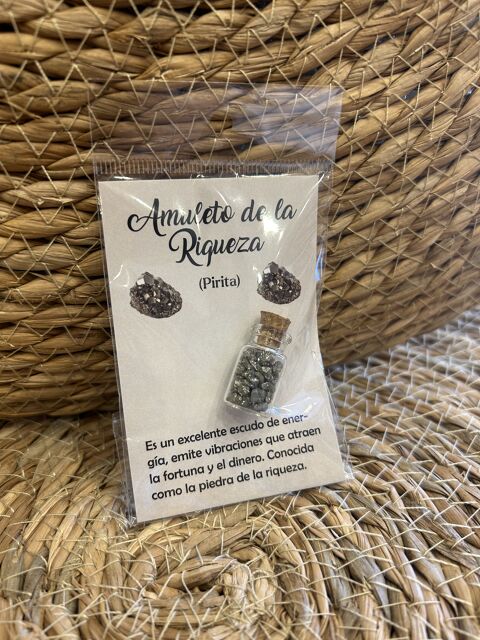 Amuleto de la
Riqueza
(Pirita)
Es un excelente escudo de ener-
gía, emite vibraciones que atraen
la fortuna y el dinero. Conocida
como la piedra de la riqueza.